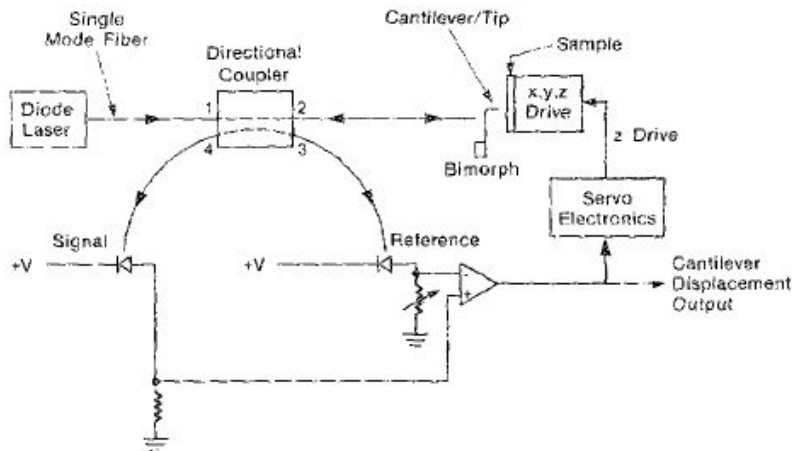 Single
Mode Fiber
Cantilever/Tip
Sample
Directional
Coupler
Diode
Laser
1
2
4
3
x,y,z
Drive
z Drive
Bimorph
Servo
Electronics
Signal
Reference
+V
+V
-
+
Cantilever
Displacement
Output